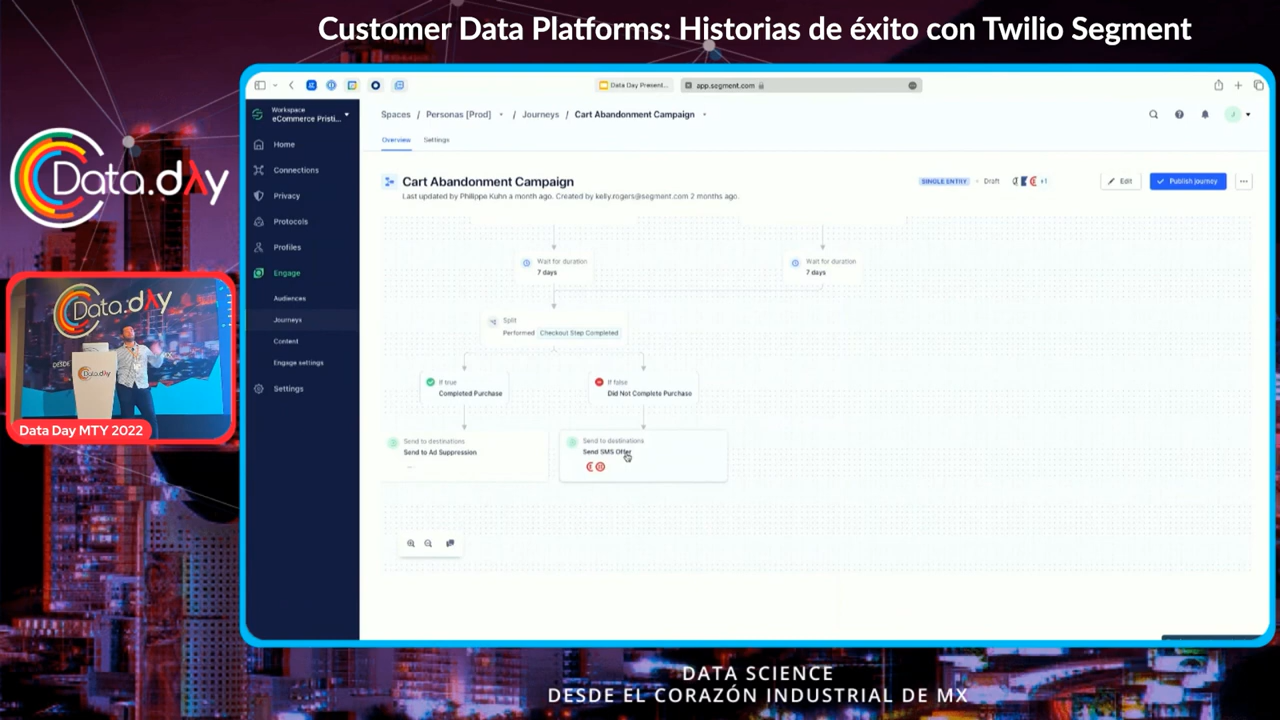 Customer Data Platforms: Historias de éxito con Twilio Segment
Data.day
Data.day
Data.day
DESDE
Data Day MTY 2022
Data Day Present...
app.segment.com
Workspace
eCommerce Pristi...
Home
Connections
Privacy
Protocols
Profiles
Engage
Audiences
Journeys
Content
Engage settings
Settings
Spaces / Personas [Prod] / Journeys / Cart Abandonment Campaign
J
Overview Settings
Cart Abandonment Campaign
Last updated by Philippe Kuhn a month ago. Created by kelly.rogers@segment.com 2 months ago.
SINGLE ENTRY Draft +1 Edit Publish journey
Wait for duration
7 days
Wait for duration
7 days
Split
Performed Checkout Step Completed
If true
Completed Purchase
If false
Did Not Complete Purchase
Send to destinations
Send to Ad Suppression
Send to destinations
Send SMS Offer
DATA SCIENCE
DESDE EL CORAZÓN INDUSTRIAL DE MX